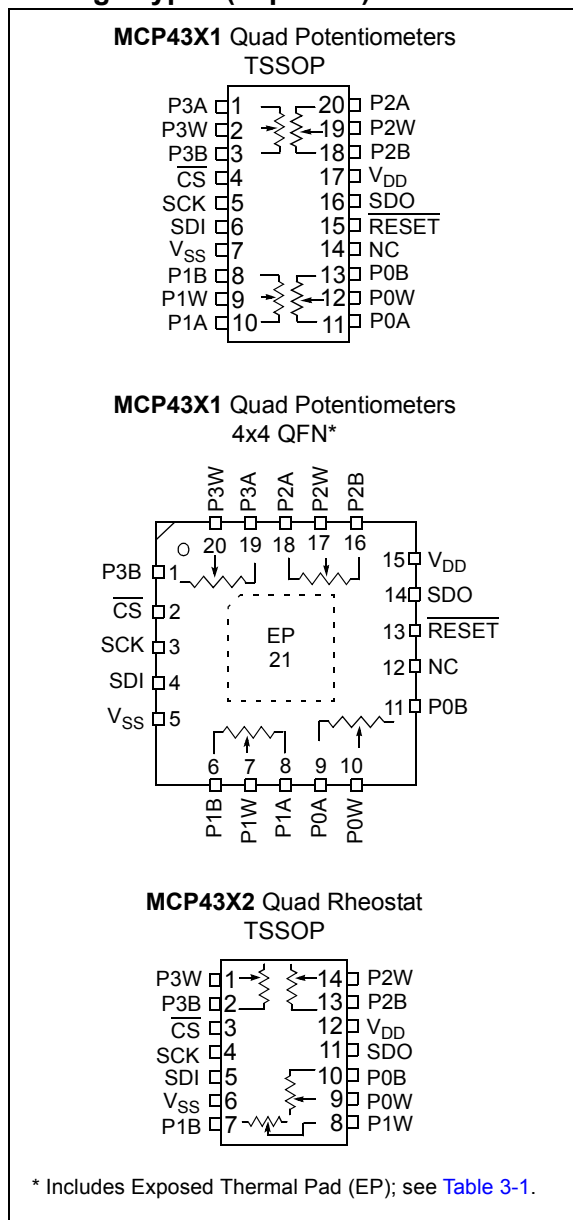 MCP43X1 Quad Potentiometers
TSSOP
P3A 1 20 P2A
P3W 2 19 P2W
P3B 3 18 P2B
CS 4 17 VDD
SCK 5 16 SDO
SDI 6 15 RESET
VSS 7 14 NC
P1B 8 13 P0B
P1W 9 12 P0W
P1A 10 11 P0A
MCP43X1 Quad Potentiometers
4x4 QFN*
P3W P3A P2A P2W P2B
20 19 18 17 16
P3B 1 15 VDD
CS 2 14 SDO
SCK 3 EP 13 RESET
SDI 4 21 12 NC
VSS 5 11 P0B
6 7 8 9 10
P1B P1W P1A P0A P0W
MCP43X2 Quad Rheostat
TSSOP
P3W 1 14 P2W
P3B 2 13 P2B
CS 3 12 VDD
SCK 4 11 SDO
SDI 5 10 P0B
VSS 6 9 P0W
P1B 7 8 P1W
* Includes Exposed Thermal Pad (EP); see Table 3-1.